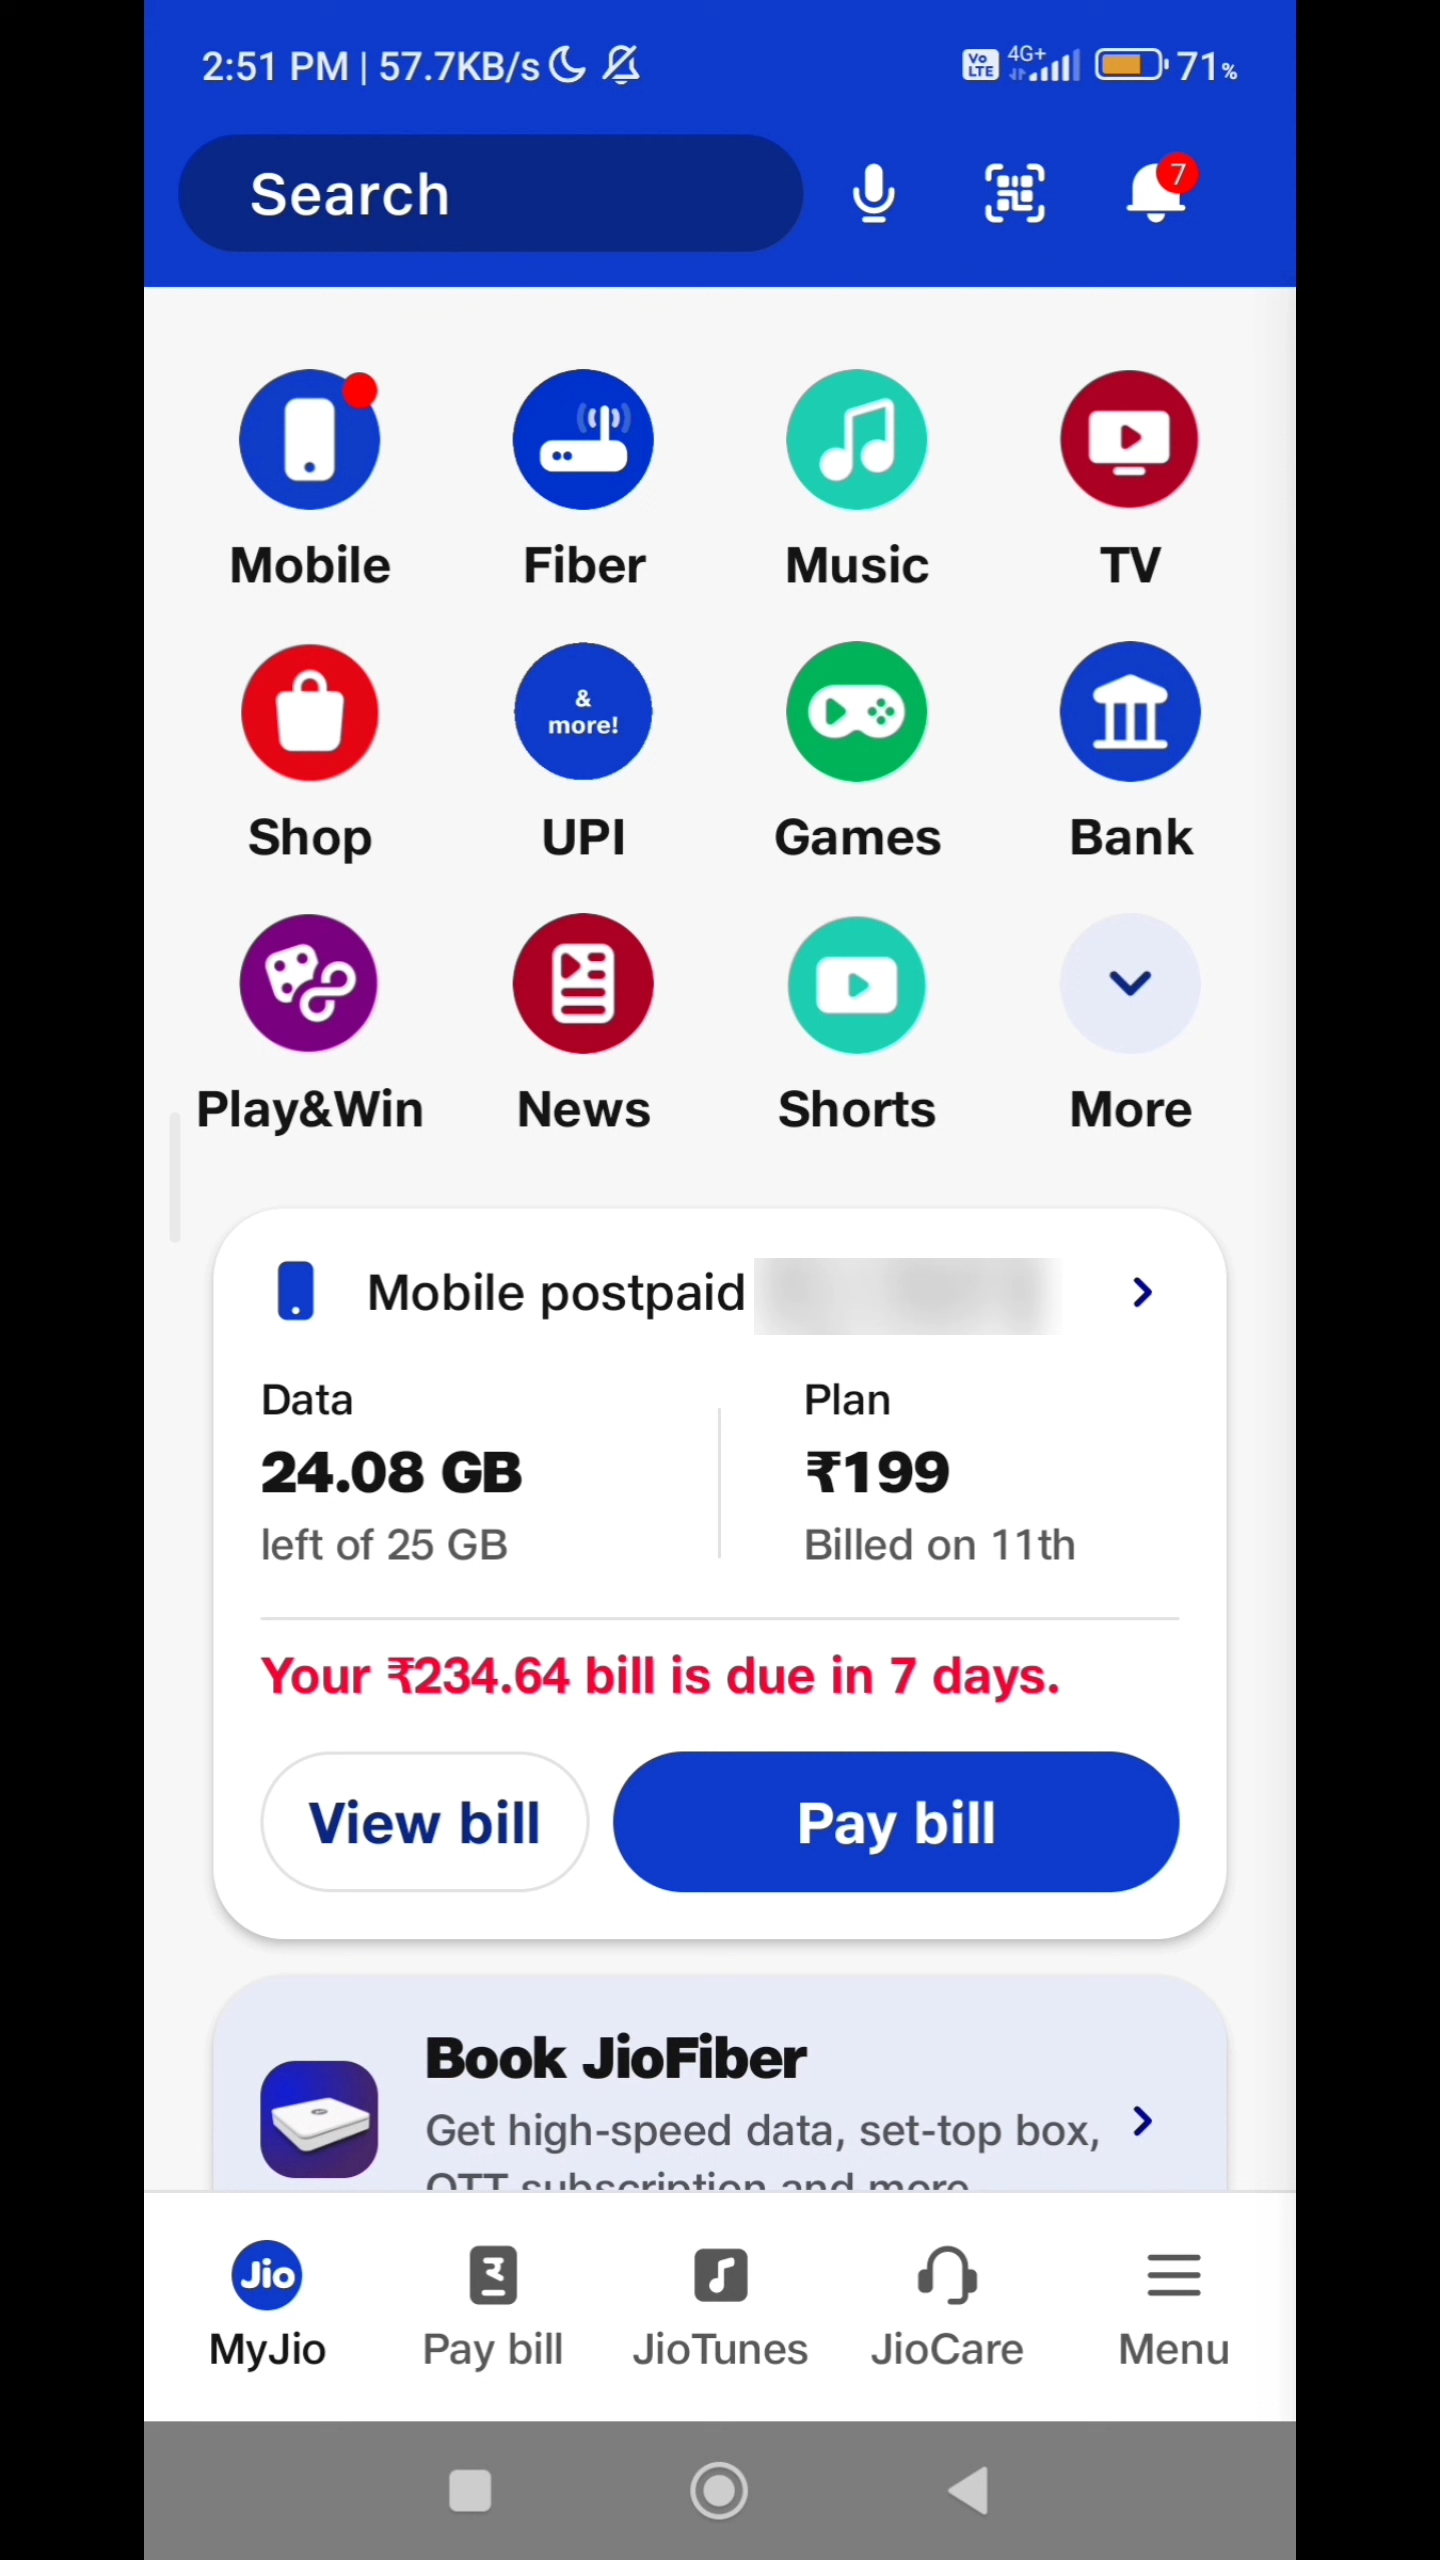 2:51 PM | 57.7KB/s Vo LTE 4G+ 71%
Search 7
Mobile Fiber Music TV
& more!
Shop UPI Games Bank
Play&Win News Shorts More
Mobile postpaid
Data Plan
24.08 GB ₹199
left of 25 GB Billed on 11th
Your ₹234.64 bill is due in 7 days.
View bill Pay bill
Book JioFiber
Get high-speed data, set-top box,
OTT subscription and more
Jio
MyJio Pay bill JioTunes JioCare Menu